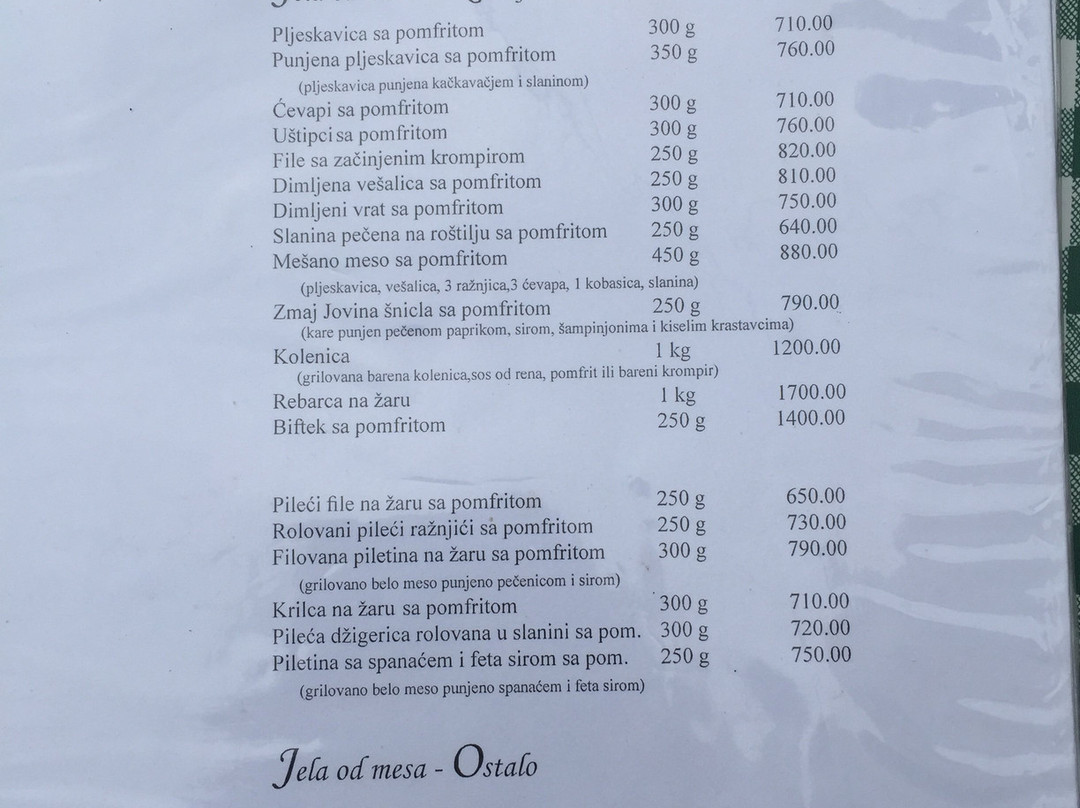 Pljeskavica sa pomfritom 300 g 710.00
Punjena pljeskavica sa pomfritom 350 g 760.00
(pljeskavica punjena kačkavačjem i slaninom)
Ćevapi sa pomfritom 300 g 710.00
Uštipci sa pomfritom 300 g 760.00
File sa začinjenim krompirom 250 g 820.00
Dimljena vešalica sa pomfritom 250 g 810.00
Dimljeni vrat sa pomfritom 300 g 750.00
Slanina pečena na roštilju sa pomfritom 250 g 640.00
Mešano meso sa pomfritom 450 g 880.00
(pljeskavica, vešalica, 3 ražnjica,3 ćevapa, 1 kobasica, slanina)
Zmaj Jovina šnicla sa pomfritom 250 g 790.00
(kare punjen pečenom paprikom, sirom, šampinjonima i kiselim krastavcima)
Kolenica 1 kg 1200.00
(grilovana barena kolenica,sos od rena, pomfrit ili bareni krompir)
Rebarca na žaru 1 kg 1700.00
Biftek sa pomfritom 250 g 1400.00
Pileći file na žaru sa pomfritom 250 g 650.00
Rolovani pileći ražnjići sa pomfritom 250 g 730.00
Filovana piletina na žaru sa pomfritom 300 g 790.00
(grilovano belo meso punjeno pečenicom i sirom)
Krilca na žaru sa pomfritom 300 g 710.00
Pileća džigerica rolovana u slanini sa pom. 300 g 720.00
Piletina sa spanaćem i feta sirom sa pom. 250 g 750.00
(grilovano belo meso punjeno spanaćem i feta sirom)
Jela od mesa - Ostalo